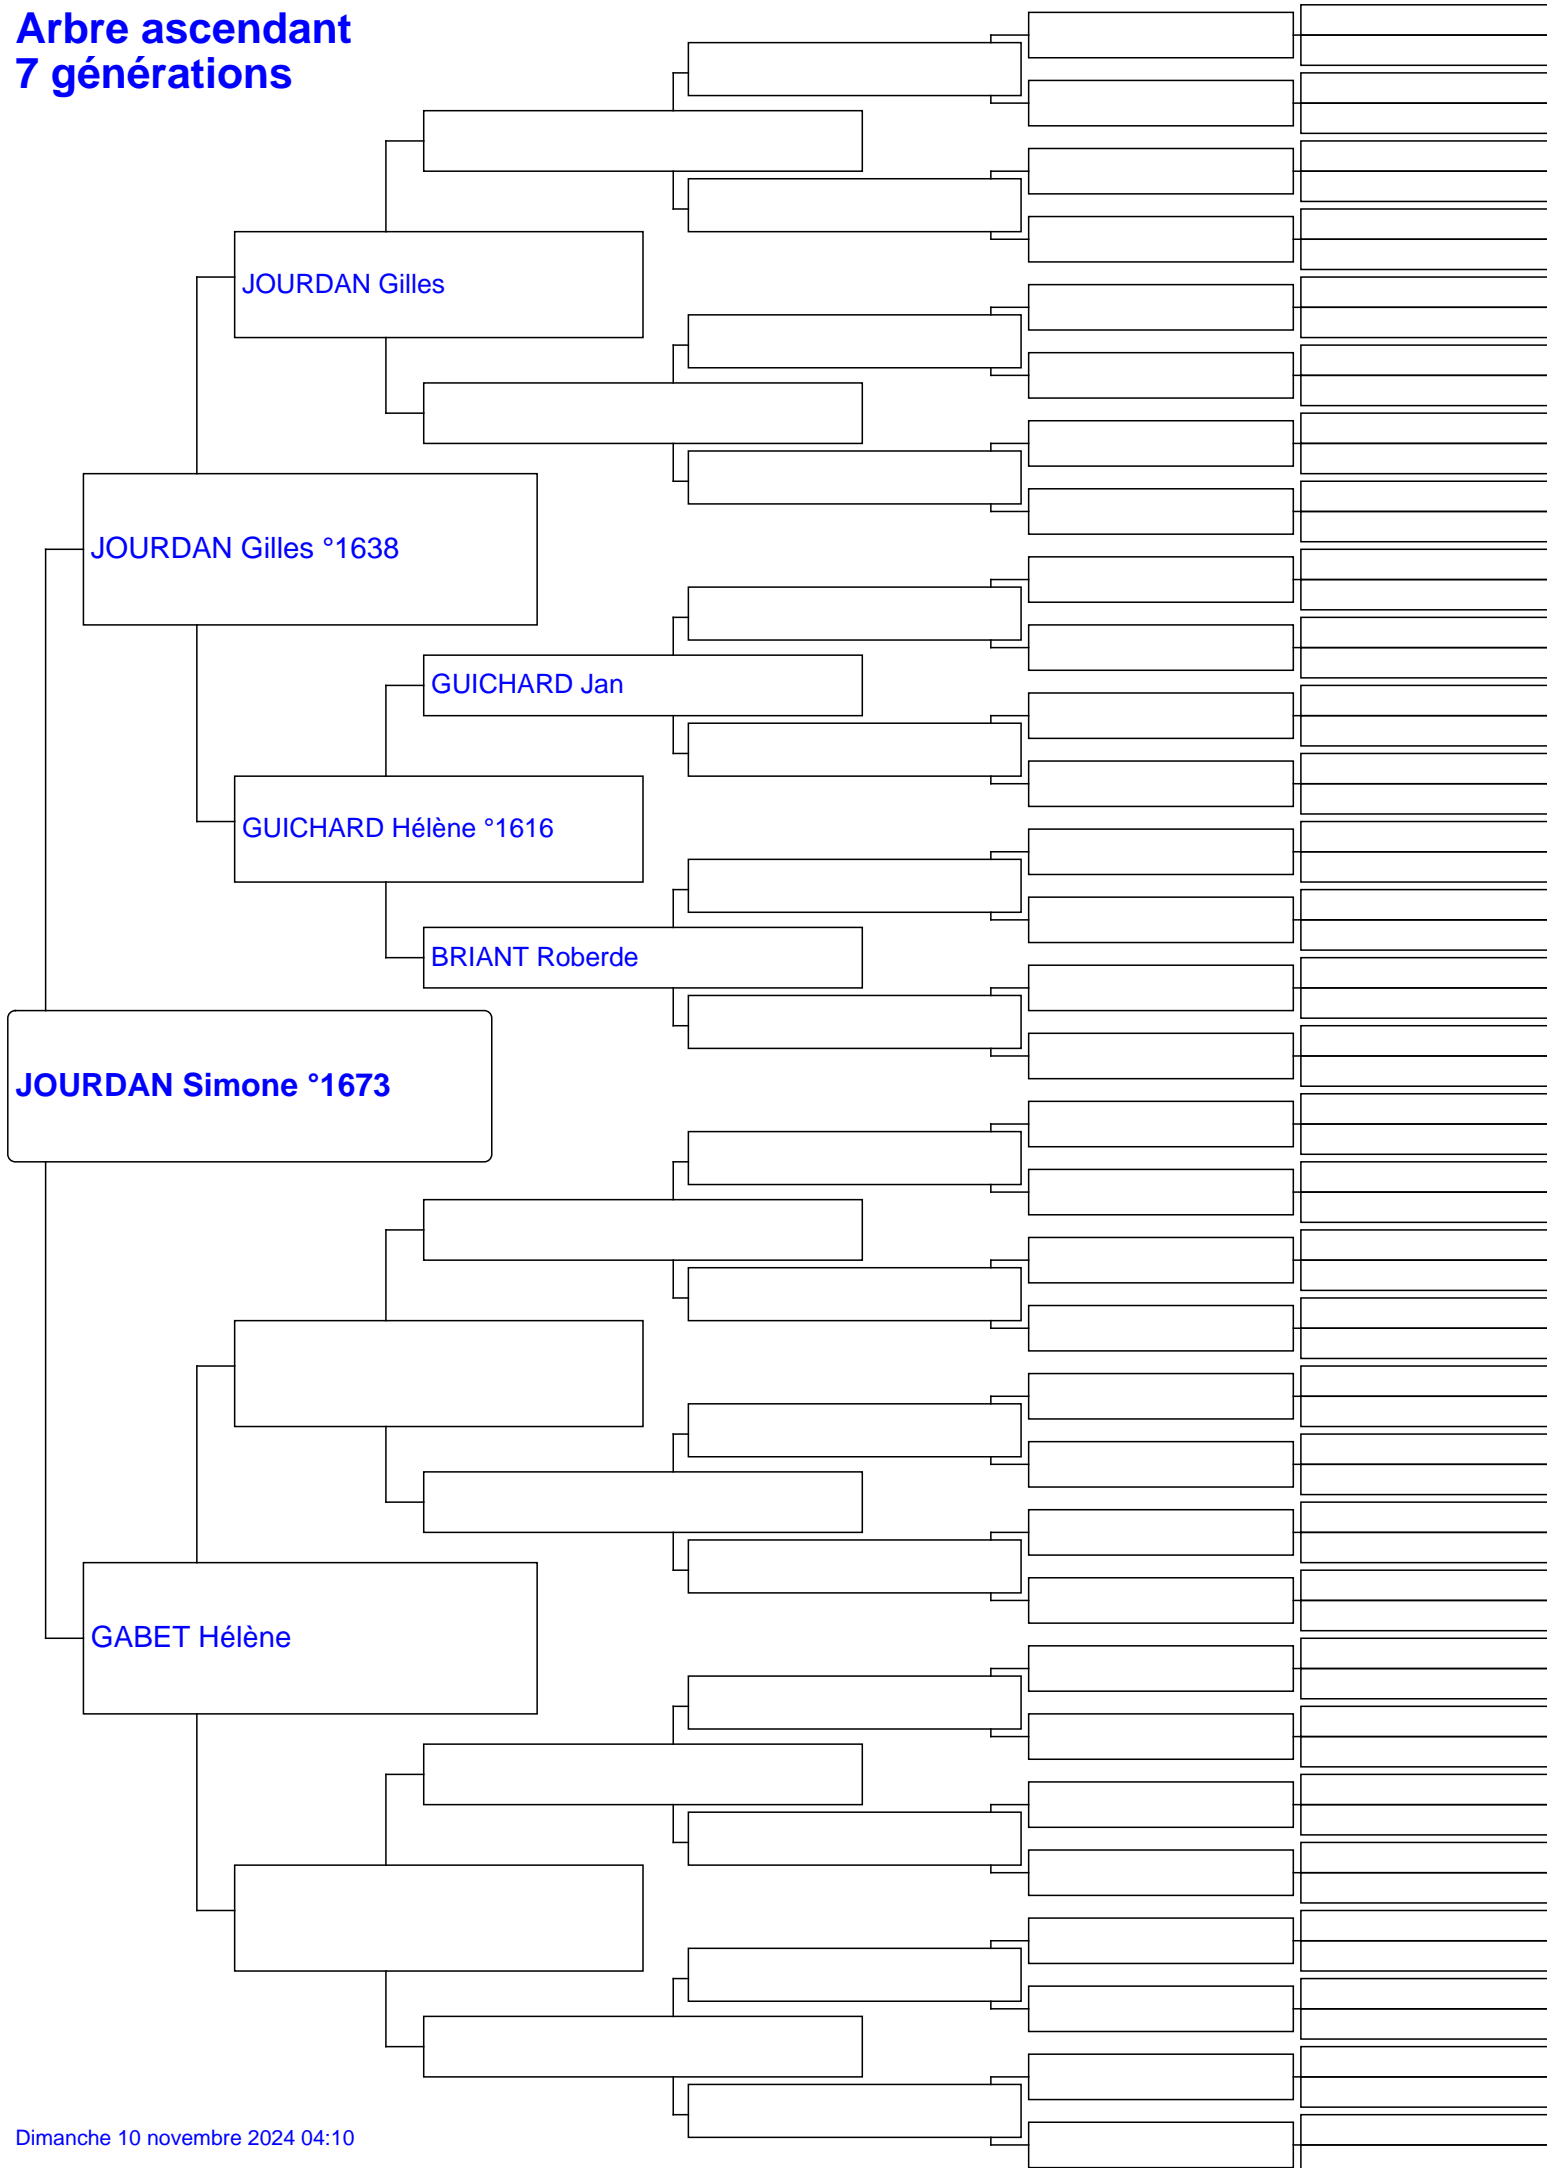 Arbre ascendant
7 générations
JOURDAN Gilles
JOURDAN Gilles °1638
GUICHARD Jan
GUICHARD Hélène °1616
BRIANT Roberde
JOURDAN Simone °1673
GABET Hélène
Dimanche 10 novembre 2024 04:10